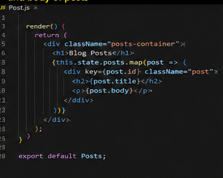 Post.js
render() {
return (
<div className="posts-container">
<h1>Blog Posts</h1>
{this.state.posts.map(post => {
<div key={post.id} className="post">
<h2>{post.title}</h2>
<p>{post.body}</p>
</ddiv>
))}
</div>
);
}
}
export default Posts;